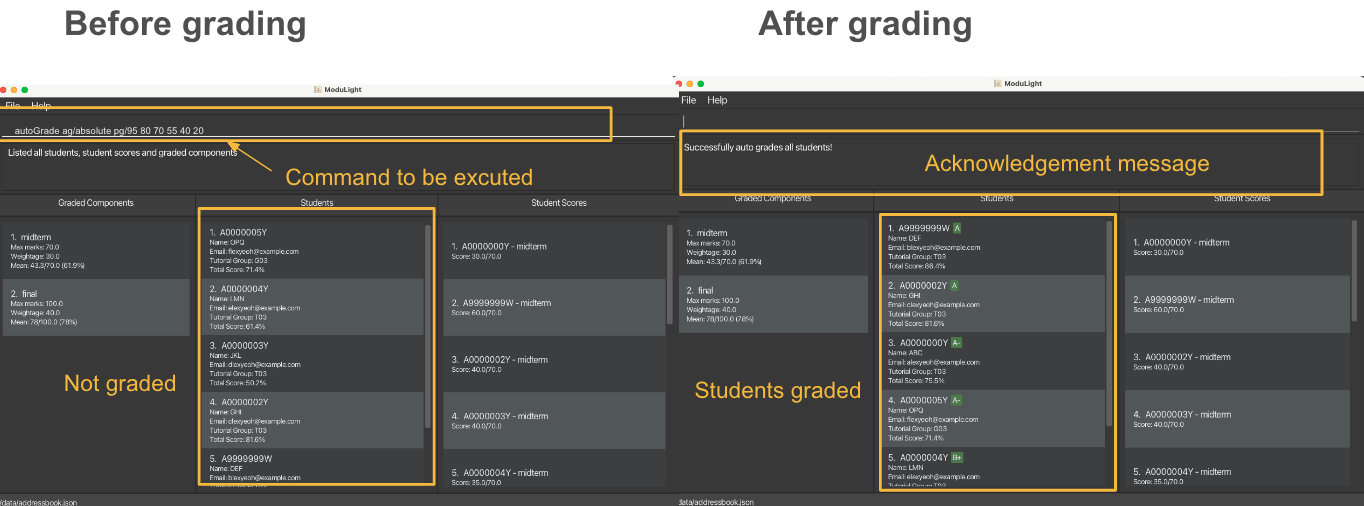 Before grading
After grading
ModuLight
File Help
autoGrade ag/absolute pg/95 80 70 55 40 20
Listed all students, student scores and graded components
Command to be excuted
Graded Components
Students
Student Scores
1. midterm
Max marks: 70.0
Weightage: 30.0
Mean: 43.3/70.0 (61.9%)
2. final
Max marks: 100.0
Weightage: 40.0
Mean: 78/100.0 (78%)
Not graded
1. A0000005Y
Name: OPQ
Email: flexyeoh@example.com
Tutorial Group: G03
Total Score: 71.4%
2. A0000004Y
Name: LMN
Email: elexyeoh@example.com
Tutorial Group: T03
Total Score: 61.4%
3. A0000003Y
Name: JKL
Email: dlexyeoh@example.com
Tutorial Group: T03
Total Score: 50.2%
4. A0000002Y
Name: GHI
Email: clexyeoh@example.com
Tutorial Group: T03
Total Score: 81.6%
5. A9999999W
Name: DEF
Email: blexyeoh@example.com
Tutorial Group: T03
1. A0000000Y - midterm
Score: 30.0/70.0
2. A9999999W - midterm
Score: 60.0/70.0
3. A0000002Y - midterm
Score: 40.0/70.0
4. A0000003Y - midterm
Score: 40.0/70.0
5. A0000004Y - midterm
Score: 35.0/70.0
/data/addressbook.json
ModuLight
File Help
Successfully auto grades all students!
Acknowledgement message
Graded Components
Students
Student Scores
1. midterm
Max marks: 70.0
Weightage: 30.0
Mean: 43.3/70.0 (61.9%)
2. final
Max marks: 100.0
Weightage: 40.0
Mean: 78/100.0 (78%)
Students graded
1. A9999999W A
Name: DEF
Email: blexyeoh@example.com
Tutorial Group: T03
Total Score: 86.4%
2. A0000002Y A
Name: GHI
Email: clexyeoh@example.com
Tutorial Group: T03
Total Score: 81.6%
3. A0000000Y A-
Name: ABC
Email: alexyeoh@example.com
Tutorial Group: T03
Total Score: 75.5%
4. A0000005Y A-
Name: OPQ
Email: flexyeoh@example.com
Tutorial Group: G03
Total Score: 71.4%
5. A0000004Y B+
Name: LMN
Email: elexyeoh@example.com
Tutorial Group: T03
1. A0000000Y - midterm
Score: 30.0/70.0
2. A9999999W - midterm
Score: 60.0/70.0
3. A0000002Y - midterm
Score: 40.0/70.0
4. A0000003Y - midterm
Score: 40.0/70.0
5. A0000004Y - midterm
Score: 35.0/70.0
data/addressbook.json